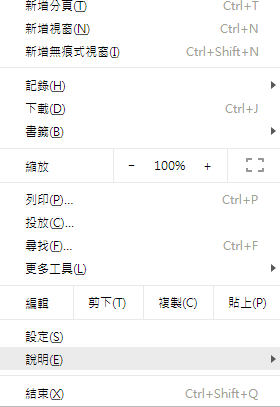 新增分頁(T) Ctrl+T
新增視窗(N) Ctrl+N
新增無痕式視窗(I) Ctrl+Shift+N
記錄(H)
下載(D) Ctrl+J
書籤(B)
縮放 − 100% +
列印(P)... Ctrl+P
投放(C)...
尋找(F)... Ctrl+F
更多工具(L)
編輯 剪下(T) 複製(C) 貼上(P)
設定(S)
說明(E)
結束(X) Ctrl+Shift+Q